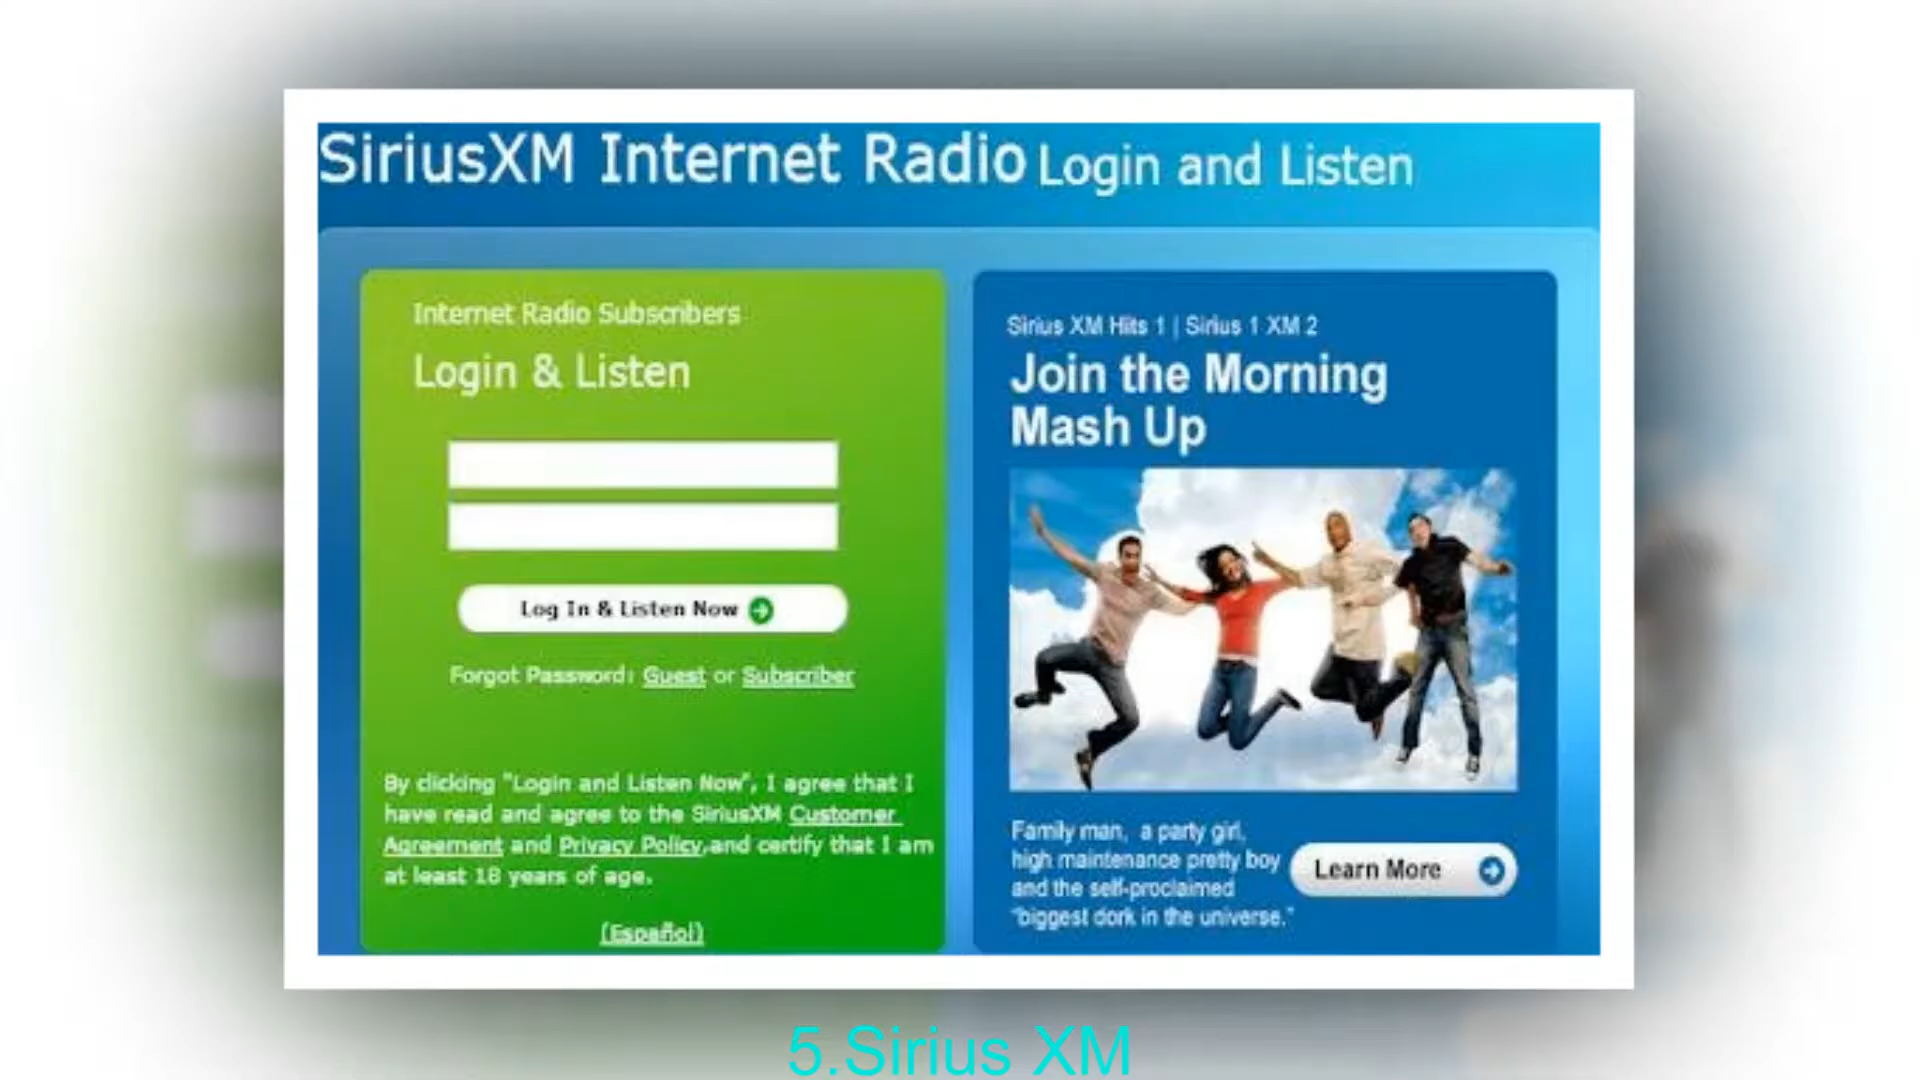 SiriusXM Internet Radio Login and Listen
Internet Radio Subscribers
Login & Listen
Log In & Listen Now
Forgot Password: Guest or Subscriber
By clicking "Login and Listen Now", I agree that I
have read and agree to the SiriusXM Customer
Agreement and Privacy Policy,and certify that I am
at least 18 years of age.
(Español)
Sirius XM Hits 1 | Sirius 1 XM 2
Join the Morning
Mash Up
Family man, a party girl,
high maintenance pretty boy
and the self-proclaimed
"biggest dork in the universe."
Learn More
5.Sirius XM